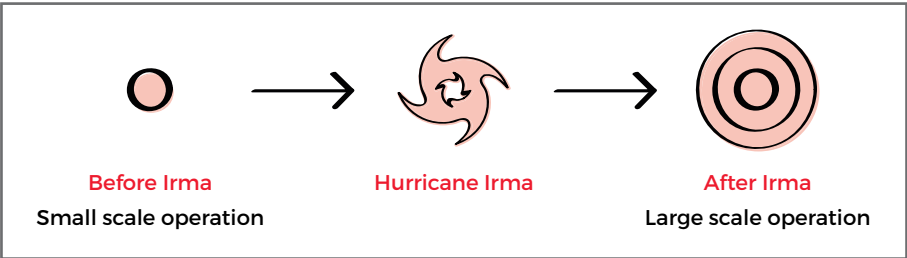 Before Irma
Small scale operation
Hurricane Irma
After Irma
Large scale operation